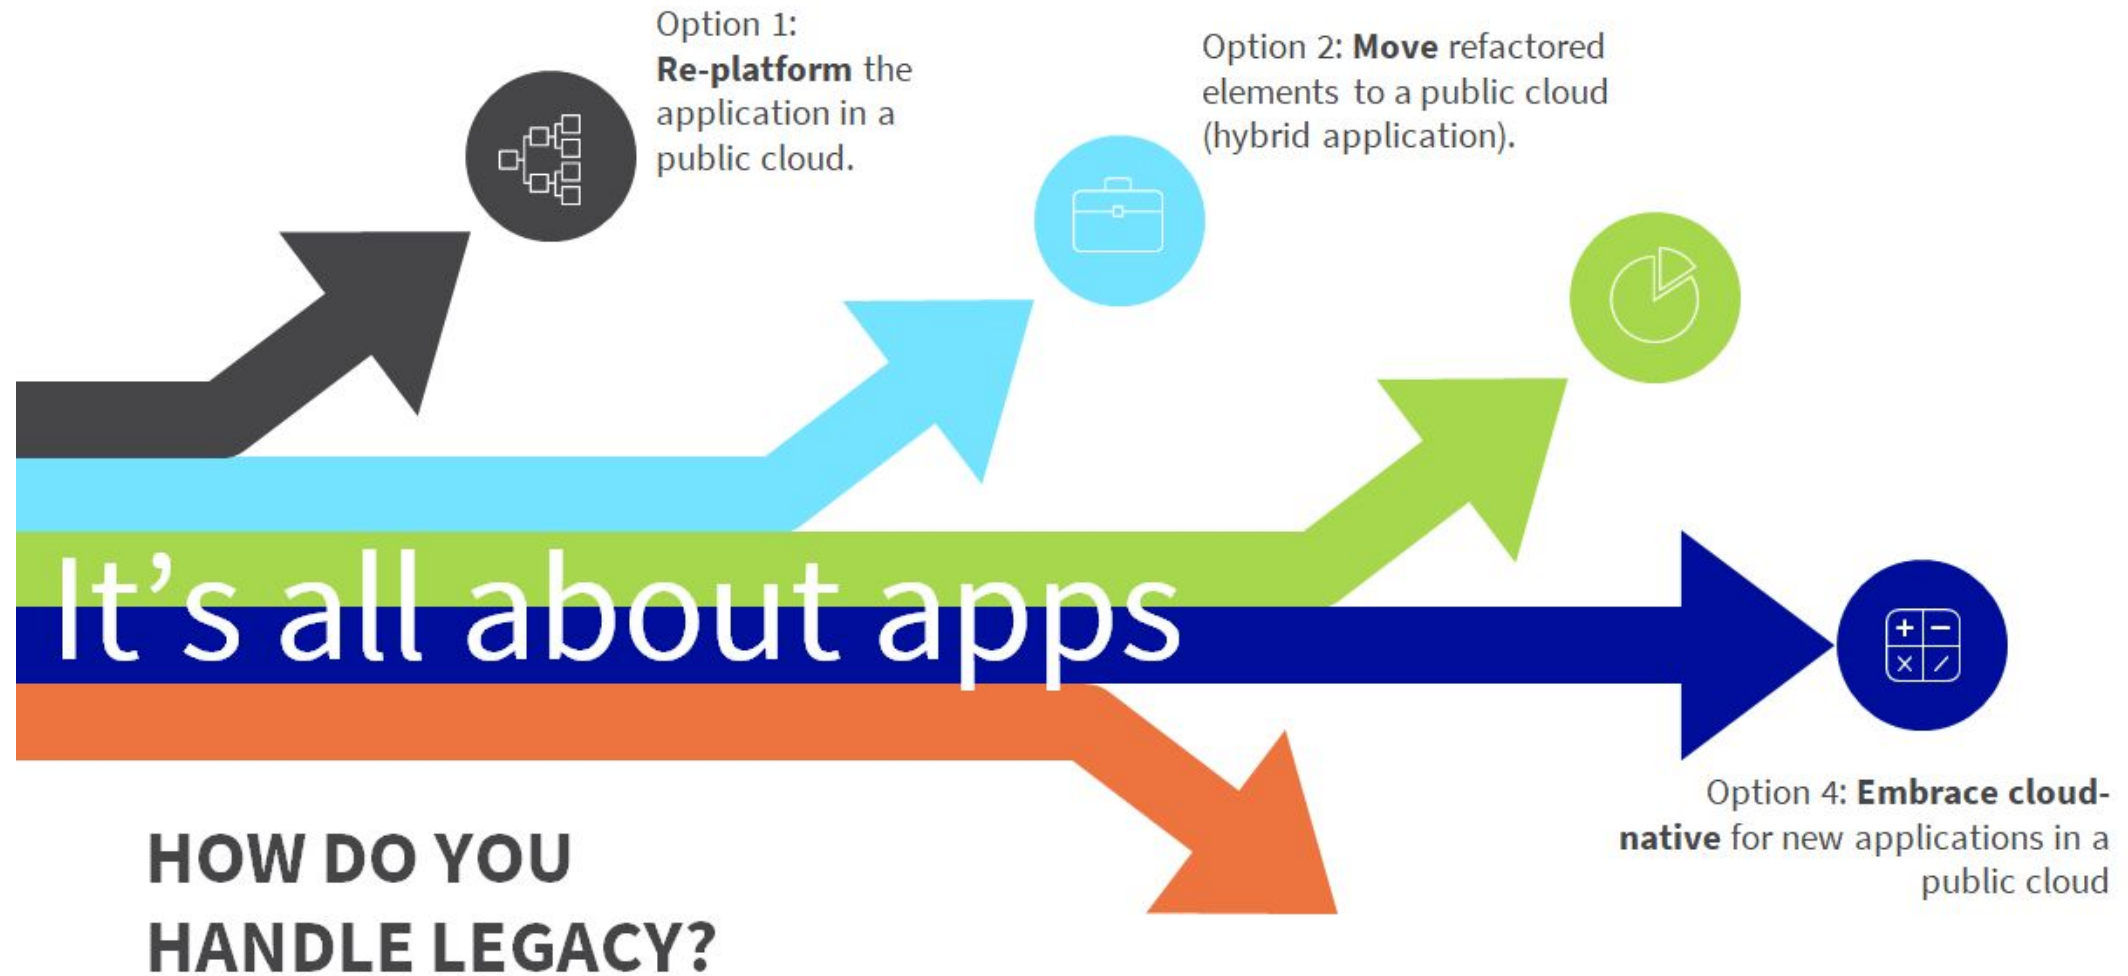 Option 1:
Re-platform the
application in a
public cloud.
Option 2: Move refactored
elements to a public cloud
(hybrid application).
It's all about apps
Option 4: Embrace cloud-
native for new applications in a
public cloud
HOW DO YOU
HANDLE LEGACY?